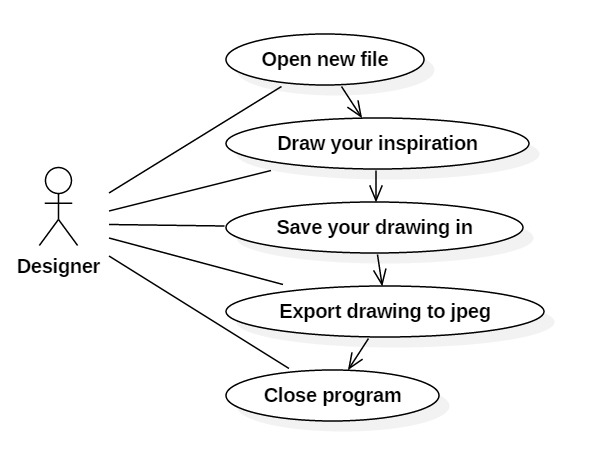 Open new file
Draw your inspiration
Save your drawing in
Designer
Export drawing to jpeg
Close program